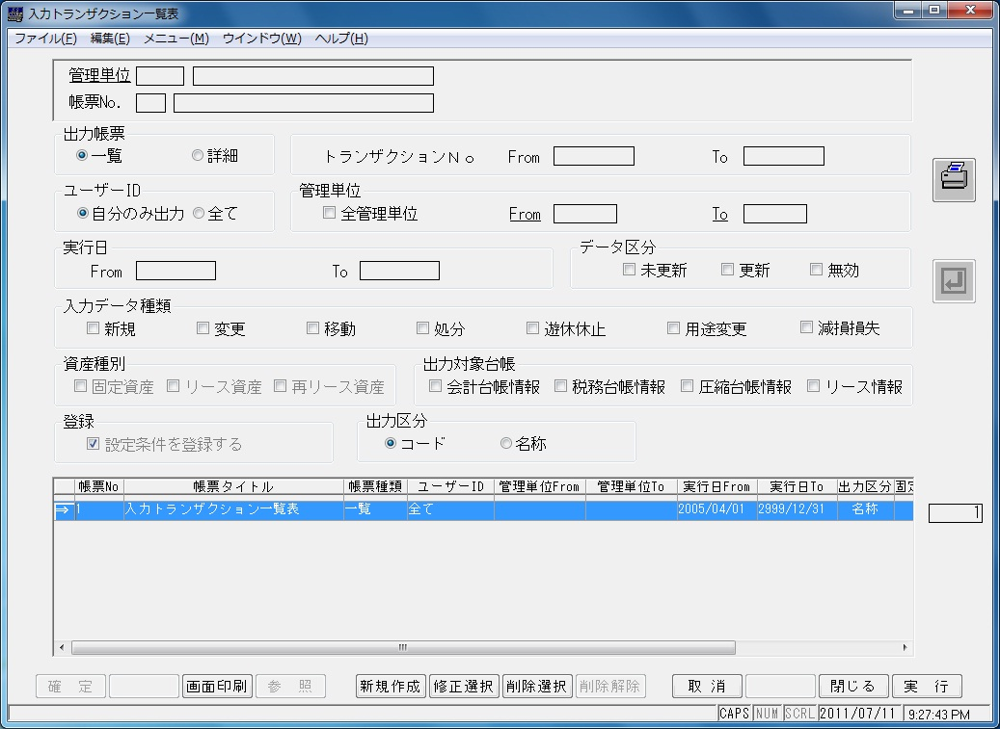 入力トランザクション一覧表
ファイル(F) 編集(E) メニュー(M) ウインドウ(W) ヘルプ(H)
管理単位
帳票No.
出力帳票
一覧 詳細 トランザクションNo From To
ユーザーID 管理単位
自分のみ出力 全て 全管理単位 From To
実行日 データ区分
From To 未更新 更新 無効
入力データ種類
新規 変更 移動 処分 遊休休止 用途変更 減損損失
資産種別 出力対象台帳
固定資産 リース資産 再リース資産 会計台帳情報 税務台帳情報 圧縮台帳情報 リース情報
登録 出力区分
設定条件を登録する コード 名称
帳票No 帳票タイトル 帳票種類 ユーザーID 管理単位From 管理単位To 実行日From 実行日To 出力区分 固定
1 入力トランザクション一覧表 一覧 全て 2005/04/01 2999/12/31 名称
1
確 定 画面印刷 参 照 新規作成 修正選択 削除選択 削除解除 取 消 閉じる 実 行
CAPS NUM SCRL 2011/07/11 9:27:43 PM